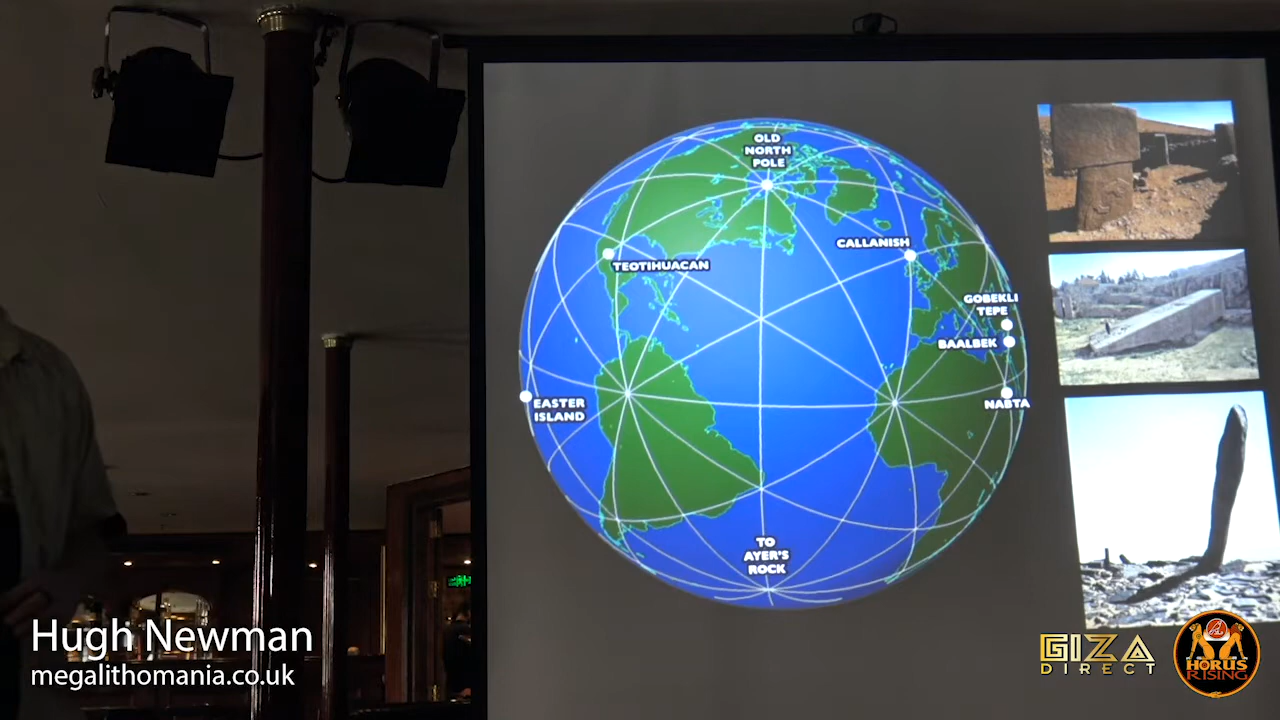 OLD
NORTH
POLE
CALLANISH
TEOTIHUACAN
GOBEKLI
TEPE
BAALBEK
EASTER
ISLAND
NABTA
TO
AYER'S
ROCK
Hugh Newman
megalithomania.co.uk
GIZA
DIRECT
HORUS
RISING